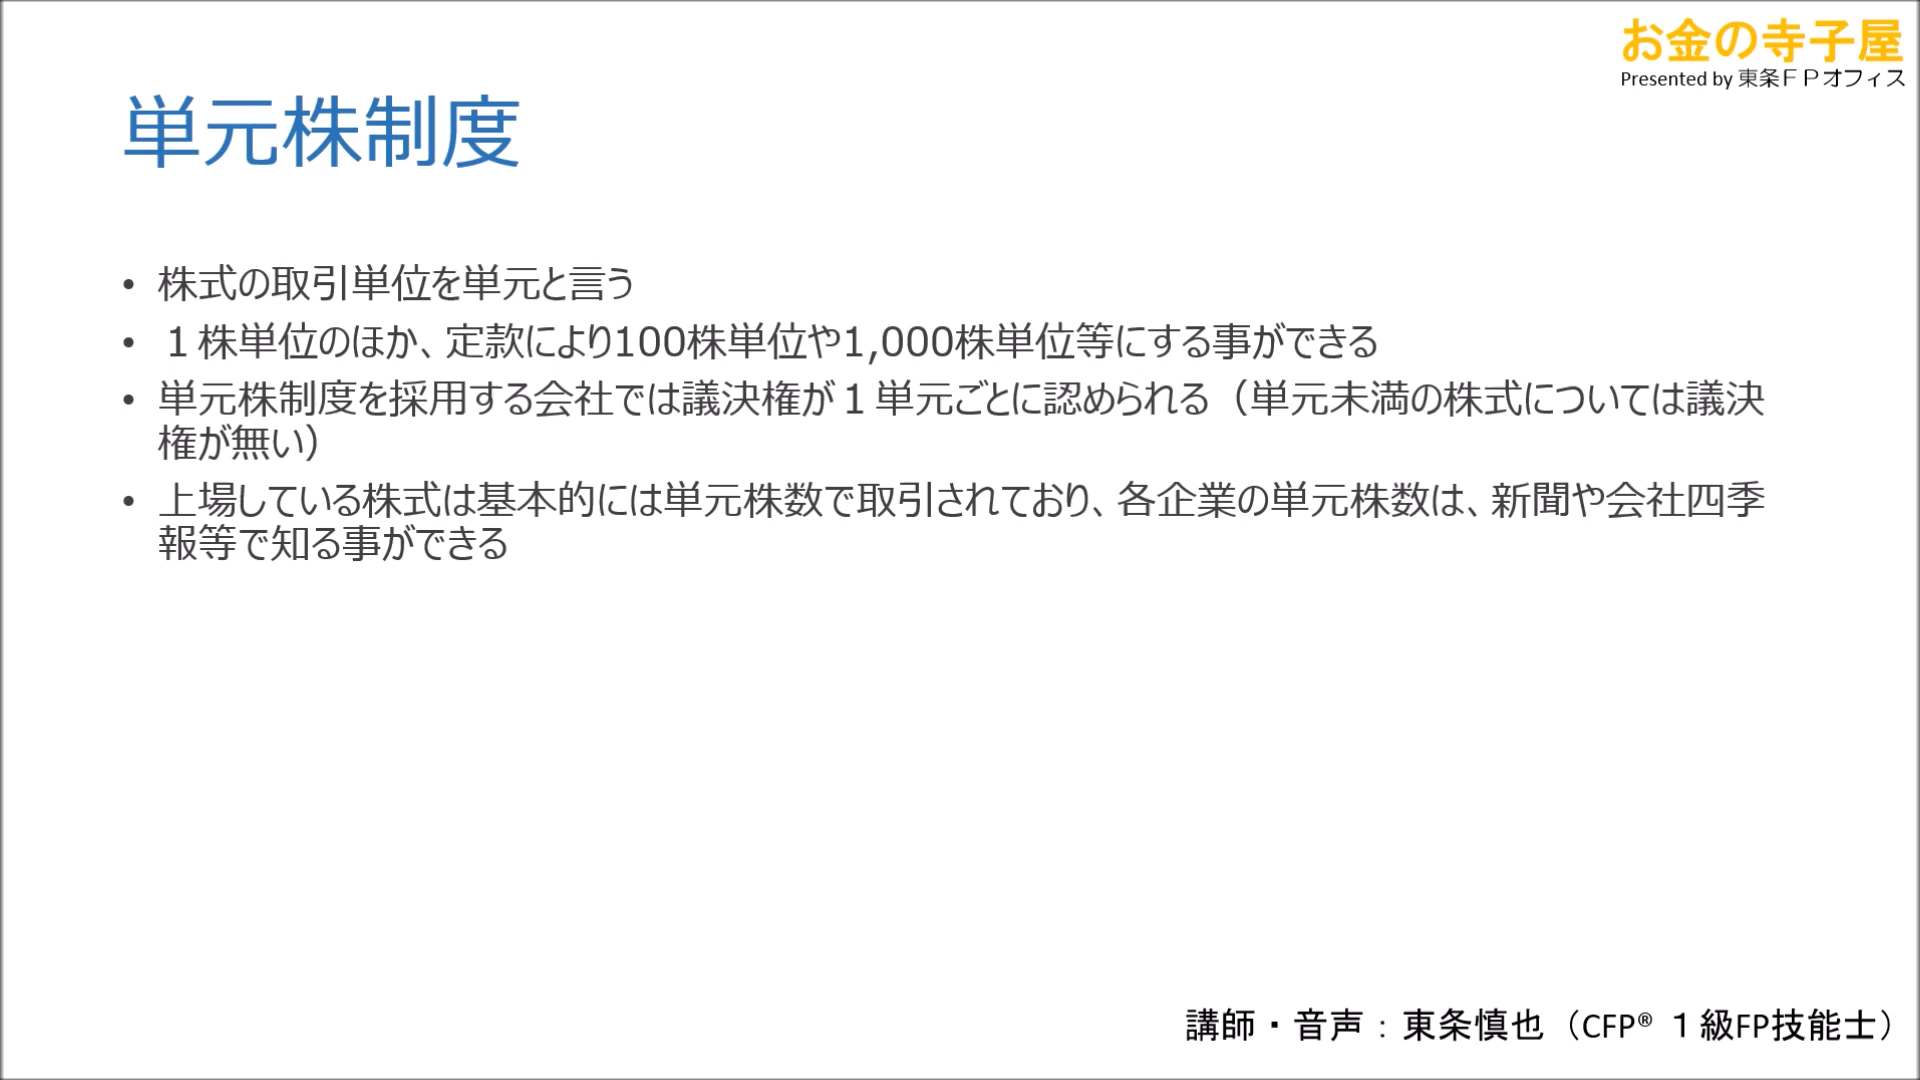 お金の寺子屋
Presented by 東条ＦＰオフィス
単元株制度
• 株式の取引単位を単元と言う
• １株単位のほか、定款により100株単位や1,000株単位等にする事ができる
• 単元株制度を採用する会社では議決権が１単元ごとに認められる（単元未満の株式については議決
権が無い）
• 上場している株式は基本的には単元株数で取引されており、各企業の単元株数は、新聞や会社四季
報等で知る事ができる
講師・音声：東条慎也（CFP® １級FP技能士）